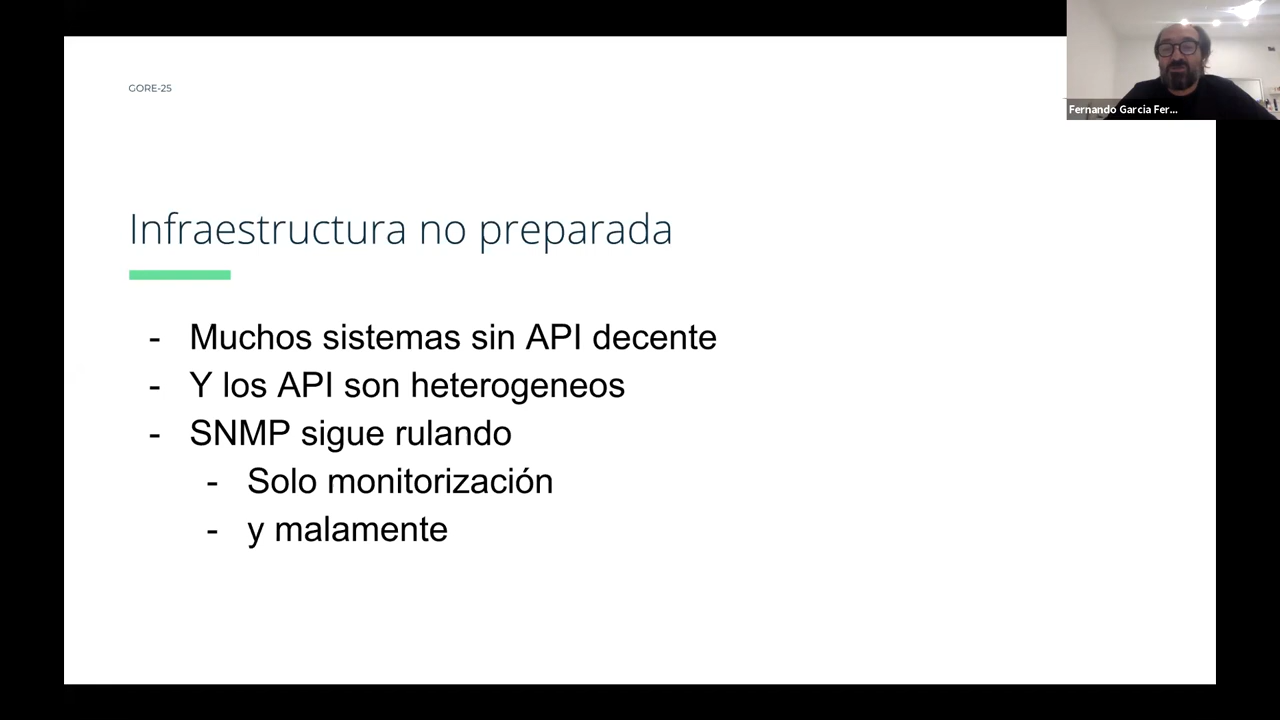 GORE-25
Fernando Garcia Fer...
Infraestructura no preparada
- Muchos sistemas sin API decente
- Y los API son heterogeneos
- SNMP sigue rulando
- Solo monitorización
- y malamente